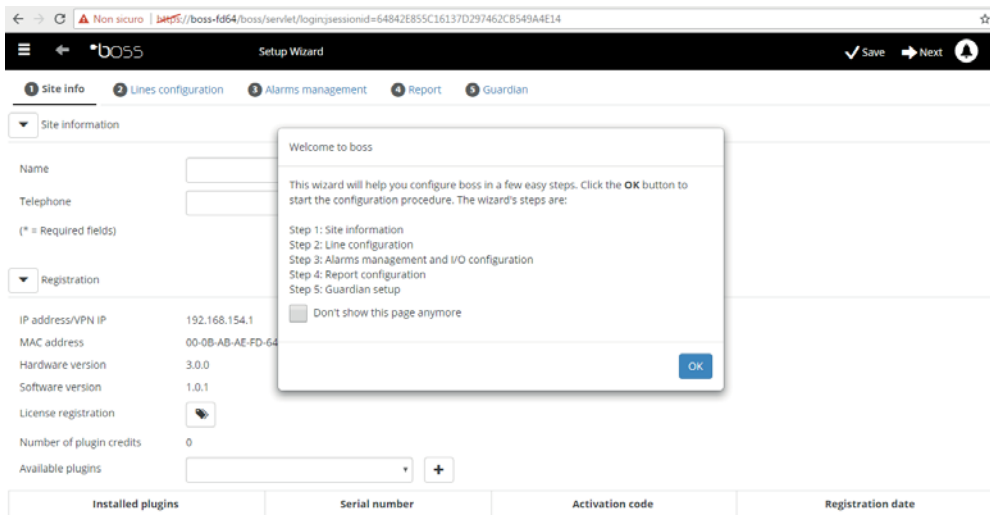 Non sicuro | https://boss-fd64/boss/servlet/login;jsessionid=64842E855C16137D297462CB549A4E14
boss Setup Wizard Save Next
1 Site info 2 Lines configuration 3 Alarms management 4 Report 5 Guardian
Site information
Name
Telephone
(* = Required fields)
Registration
IP address/VPN IP 192.168.154.1
MAC address 00-0B-AB-AE-FD-64
Hardware version 3.0.0
Software version 1.0.1
License registration
Number of plugin credits 0
Available plugins
Installed plugins Serial number Activation code Registration date
Welcome to boss
This wizard will help you configure boss in a few easy steps. Click the OK button to
start the configuration procedure. The wizard's steps are:
Step 1: Site information
Step 2: Line configuration
Step 3: Alarms management and I/O configuration
Step 4: Report configuration
Step 5: Guardian setup
Don't show this page anymore
OK